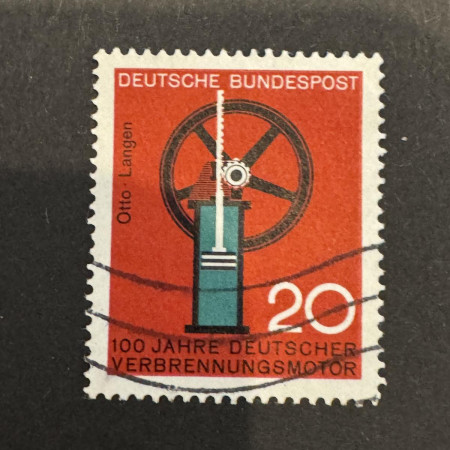 DEUTSCHE BUNDESPOST
Otto · Langen
20
100 JAHRE DEUTSCHER
VERBRENNUNGSMOTOR